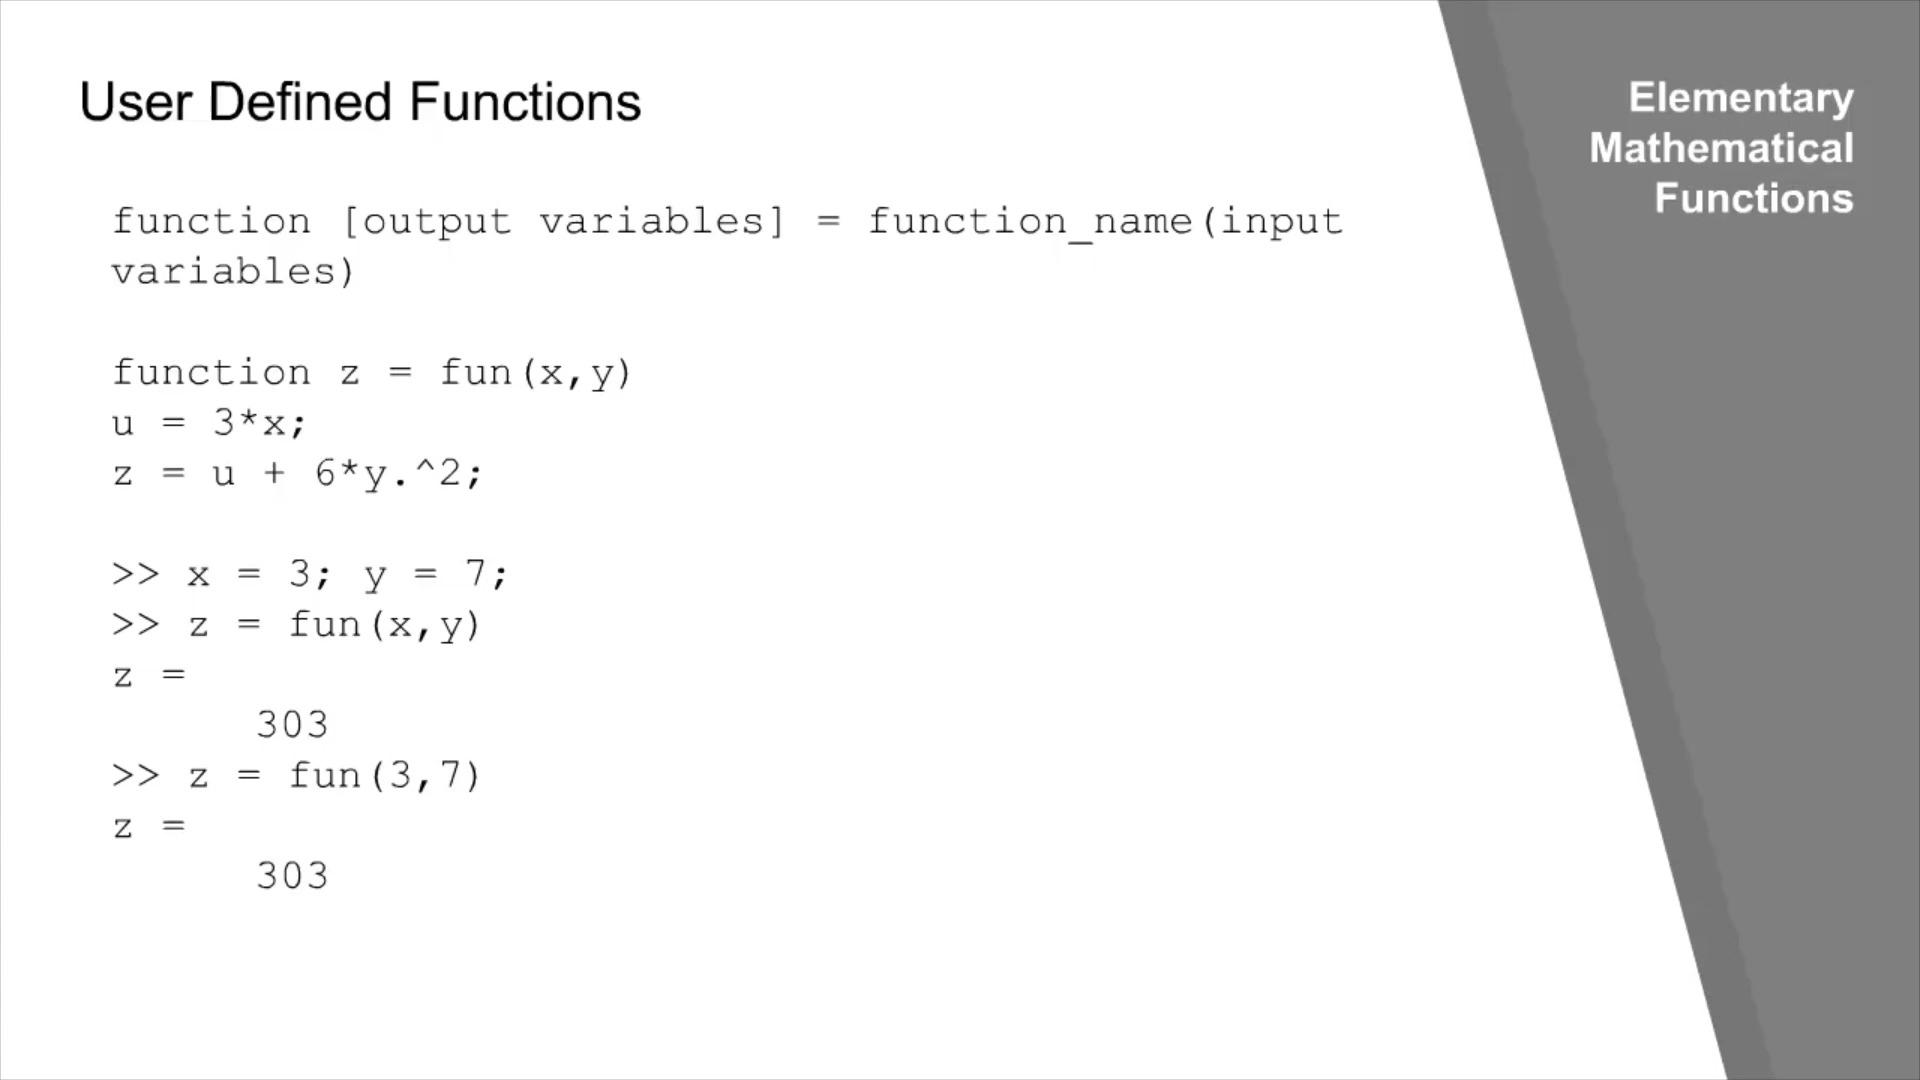 User Defined Functions
Elementary
Mathematical
Functions
function [output variables] = function_name(input
variables)
function z = fun(x,y)
u = 3*x;
z = u + 6*y.^2;
>> x = 3; y = 7;
>> z = fun(x,y)
z =
303
>> z = fun(3,7)
z =
303